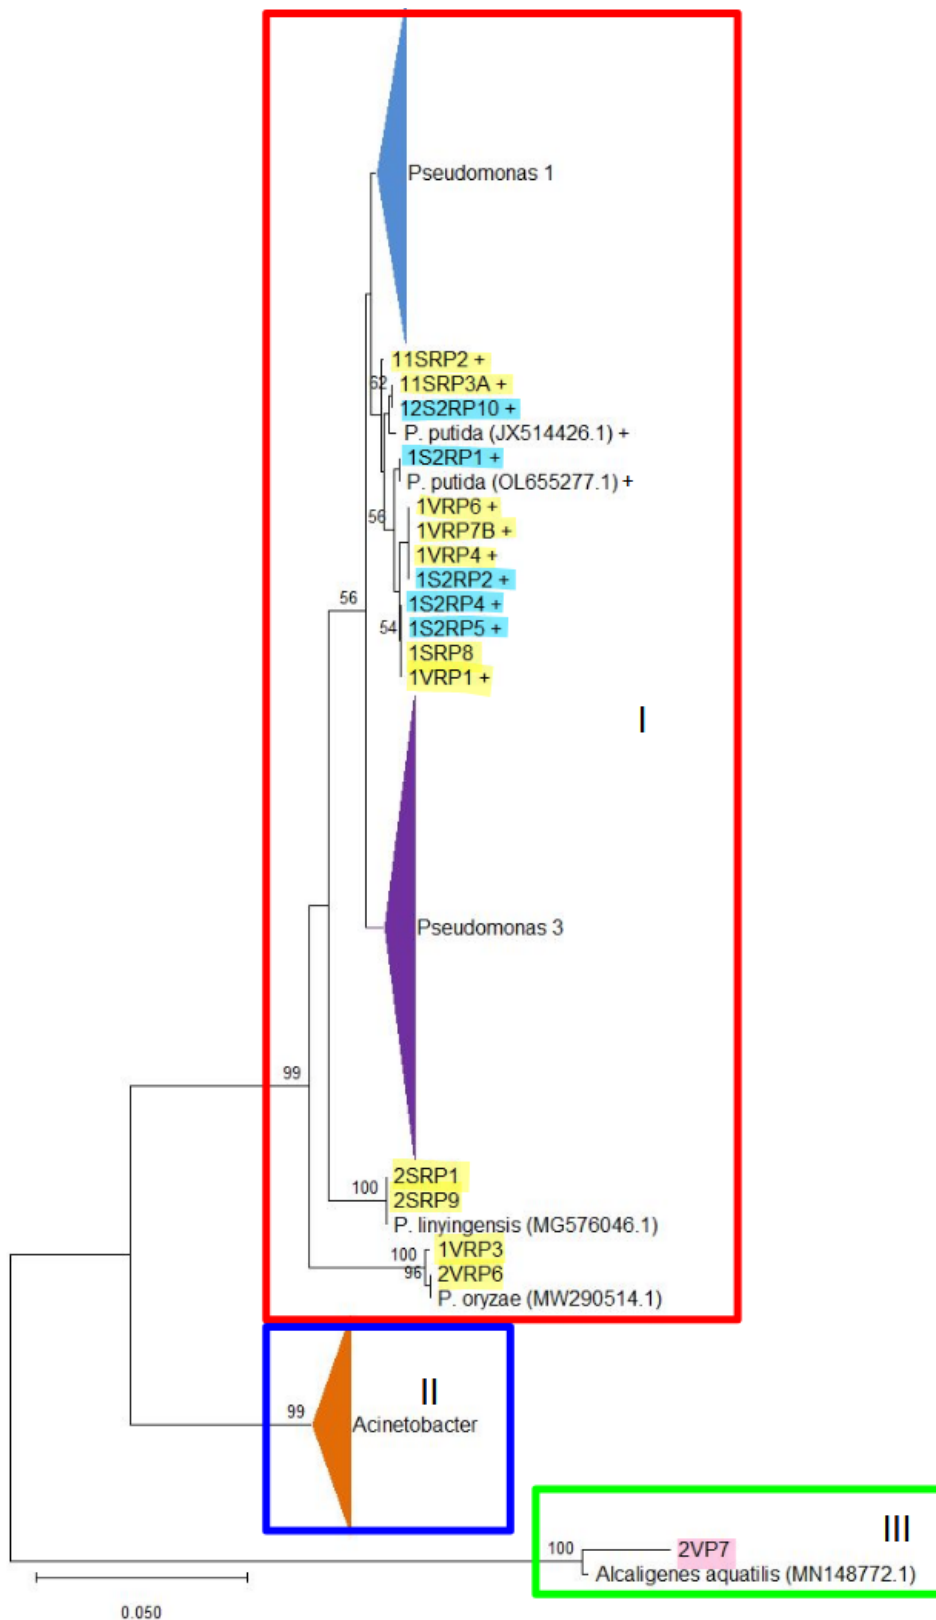 Pseudomonas 1
11SRP2 +
62
11SRP3A +
12S2RP10 +
P. putida (JX514426.1) +
1S2RP1 +
P. putida (OL655277.1) +
1VRP6 +
56
1VRP7B +
1VRP4 +
1S2RP2 +
56
1S2RP4 +
54
1S2RP5 +
1SRP8
1VRP1 +
I
Pseudomonas 3
99
2SRP1
100
2SRP9
P. linyingensis (MG576046.1)
1VRP3
100
96
2VRP6
P. oryzae (MW290514.1)
II
99
Acinetobacter
III
100
2VP7
Alcaligenes aquatilis (MN148772.1)
0.050